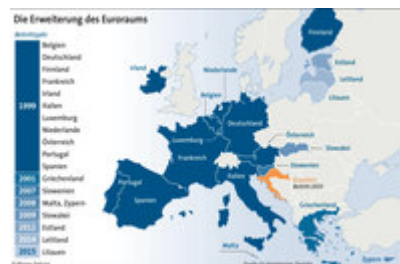 Die Erweiterung des Euroraums
Beitrittsjahr
1999
Belgien
Deutschland
Finnland
Frankreich
Irland
Italien
Luxemburg
Niederlande
Österreich
Portugal
Spanien
2001 Griechenland
2007 Slowenien
2008 Malta, Zypern
2009 Slowakei
2011 Estland
2014 Lettland
2015 Litauen
Finnland
Estland
Lettland
Litauen
Irland
Niederlande
Belgien
Deutschland
Luxemburg
Österreich
Slowakei
Frankreich
Slowenien
Italien
Kroatien
Portugal
Spanien
Griechenland
Malta
Zypern